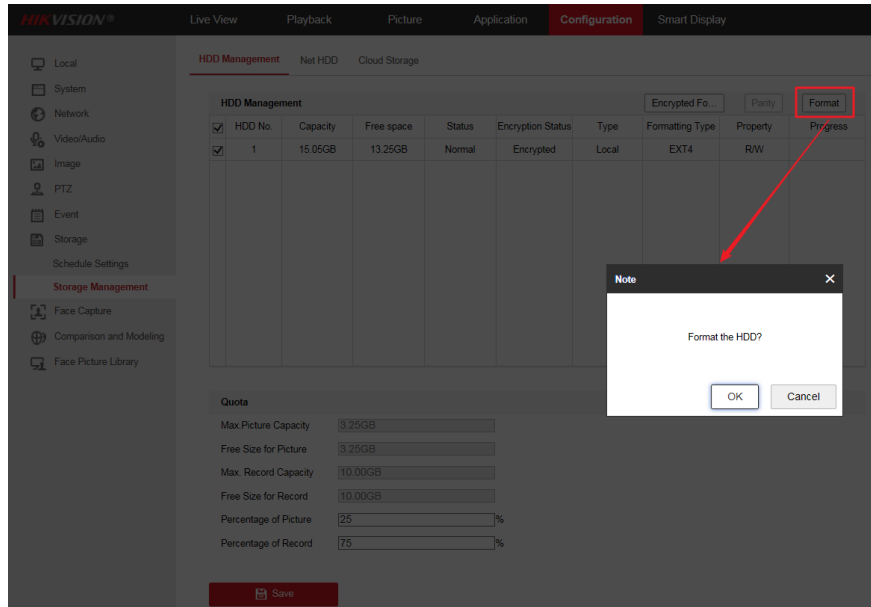 HIKVISION®
Live View Playback Picture Application Configuration Smart Display
Local
System
Network
Video/Audio
Image
PTZ
Event
Storage
Schedule Settings
Storage Management
Face Capture
Comparison and Modeling
Face Picture Library
HDD Management Net HDD Cloud Storage
HDD Management Encrypted Fo... Parity Format
HDD No. Capacity Free space Status Encryption Status Type Formatting Type Property Progress
1 15.05GB 13.25GB Normal Encrypted Local EXT4 R/W
Note
Format the HDD?
OK Cancel
Quota
Max.Picture Capacity 3.25GB
Free Size for Picture 3.25GB
Max. Record Capacity 10.00GB
Free Size for Record 10.00GB
Percentage of Picture 25 %
Percentage of Record 75 %
Save